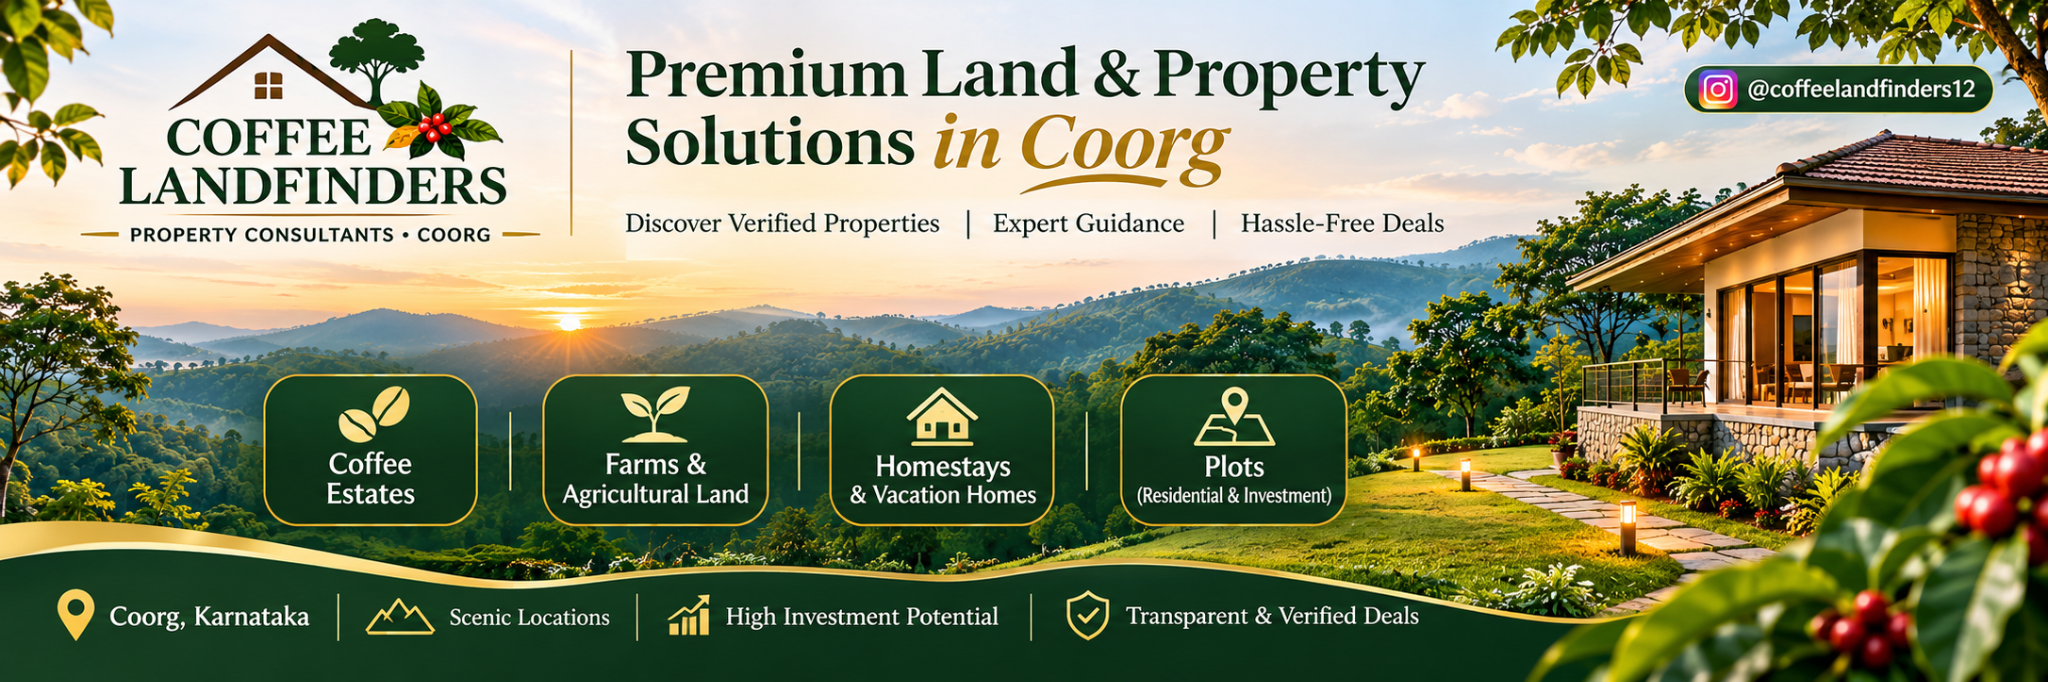 COFFEE
LANDFINDERS
PROPERTY CONSULTANTS • COORG
Premium Land & Property
Solutions in Coorg
Discover Verified Properties | Expert Guidance | Hassle-Free Deals
@coffeelandfinders12
Coffee
Estates
Farms &
Agricultural Land
Homestays
& Vacation Homes
Plots
(Residential & Investment)
Coorg, Karnataka
Scenic Locations
High Investment Potential
Transparent & Verified Deals